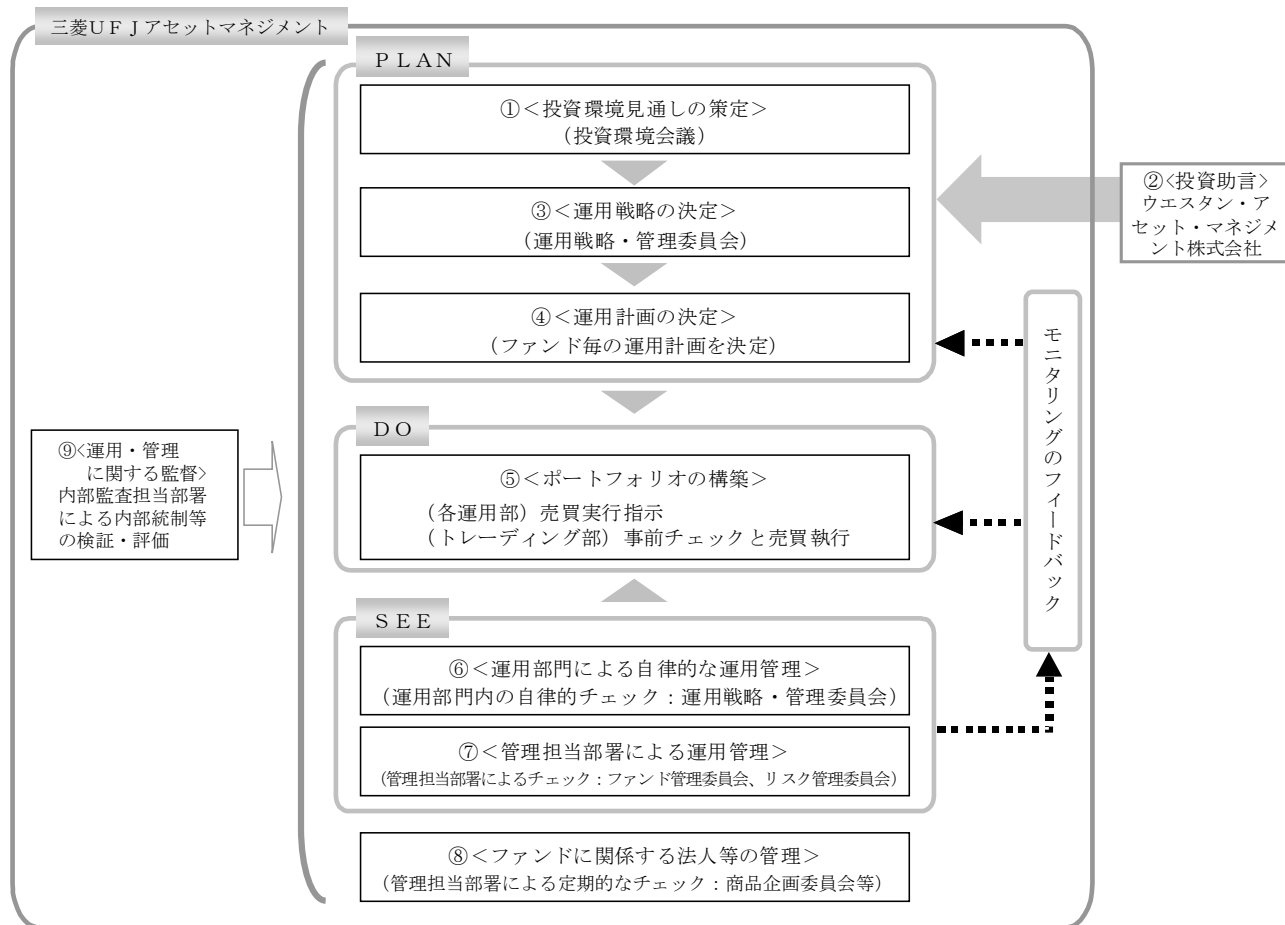 三菱UFJアセットマネジメント
PLAN
①＜投資環境見通しの策定＞
（投資環境会議）
②<投資助言>
ウエスタン・ア
セット・マネジメ
ント株式会社
③＜運用戦略の決定＞
（運用戦略・管理委員会）
④＜運用計画の決定＞
（ファンド毎の運用計画を決定）
モニタリングのフィードバック
DO
⑤＜ポートフォリオの構築＞
（各運用部）売買実行指示
（トレーディング部）事前チェックと売買執行
⑨<運用・管理
に関する監督>
内部監査担当部署
による内部統制等
の検証・評価
SEE
⑥＜運用部門による自律的な運用管理＞
（運用部門内の自律的チェック：運用戦略・管理委員会）
⑦＜管理担当部署による運用管理＞
（管理担当部署によるチェック：ファンド管理委員会、リスク管理委員会）
⑧＜ファンドに関係する法人等の管理＞
（管理担当部署による定期的なチェック：商品企画委員会等）